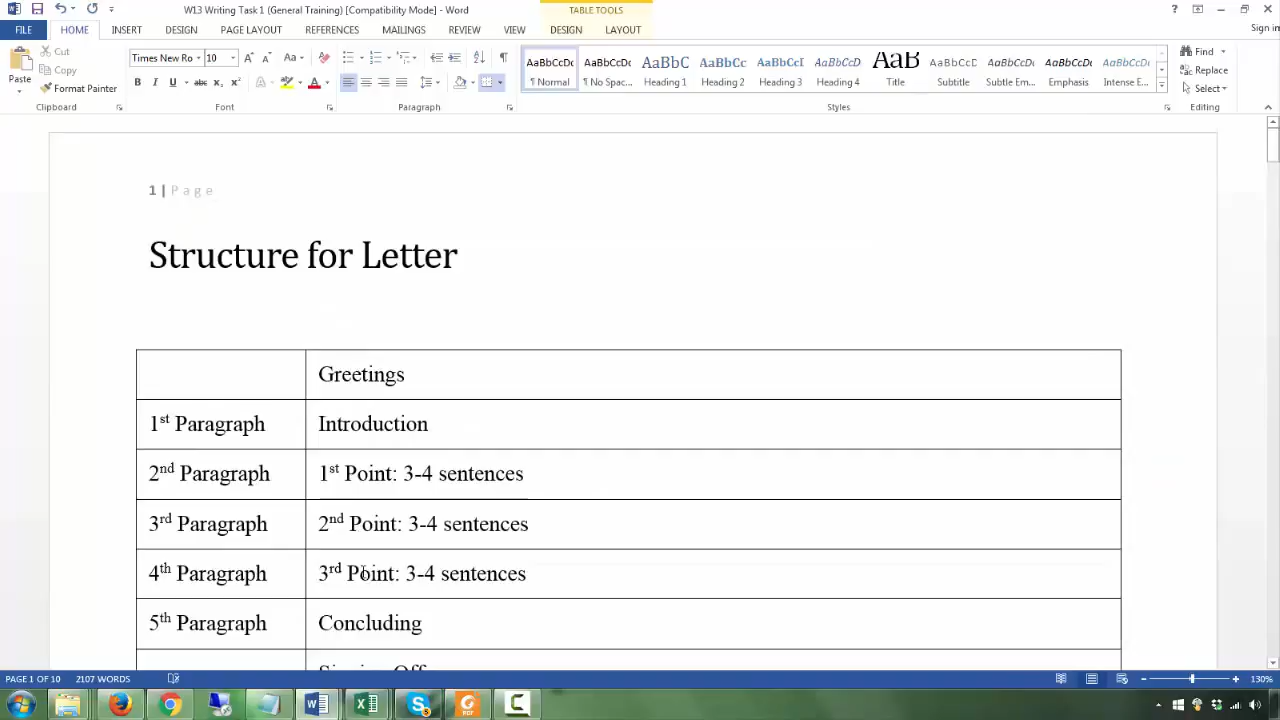 W13 Writing Task 1 (General Training) [Compatibility Mode] - Word
TABLE TOOLS
FILE HOME INSERT DESIGN PAGE LAYOUT REFERENCES MAILINGS REVIEW VIEW DESIGN LAYOUT Sign in
Paste
Cut
Copy
Format Painter
Times New Ro 10
AaBbCcDc AaBbCcDc AaBbC AaBbCc AaBbCcI AaBbCcD AaB AaBbCcD AaBbCcDc AaBbCcDc AaBbCcDc
¶ Normal ¶ No Spac... Heading 1 Heading 2 Heading 3 Heading 4 Title Subtitle Subtle Em... Emphasis Intense E...
Find
Replace
Select
Clipboard Font Paragraph Styles Editing
1 | Page
Structure for Letter
Greetings
1st Paragraph Introduction
2nd Paragraph 1st Point: 3-4 sentences
3rd Paragraph 2nd Point: 3-4 sentences
4th Paragraph 3rd Point: 3-4 sentences
5th Paragraph Concluding
Signing Off
PAGE 1 OF 10 2107 WORDS 130%